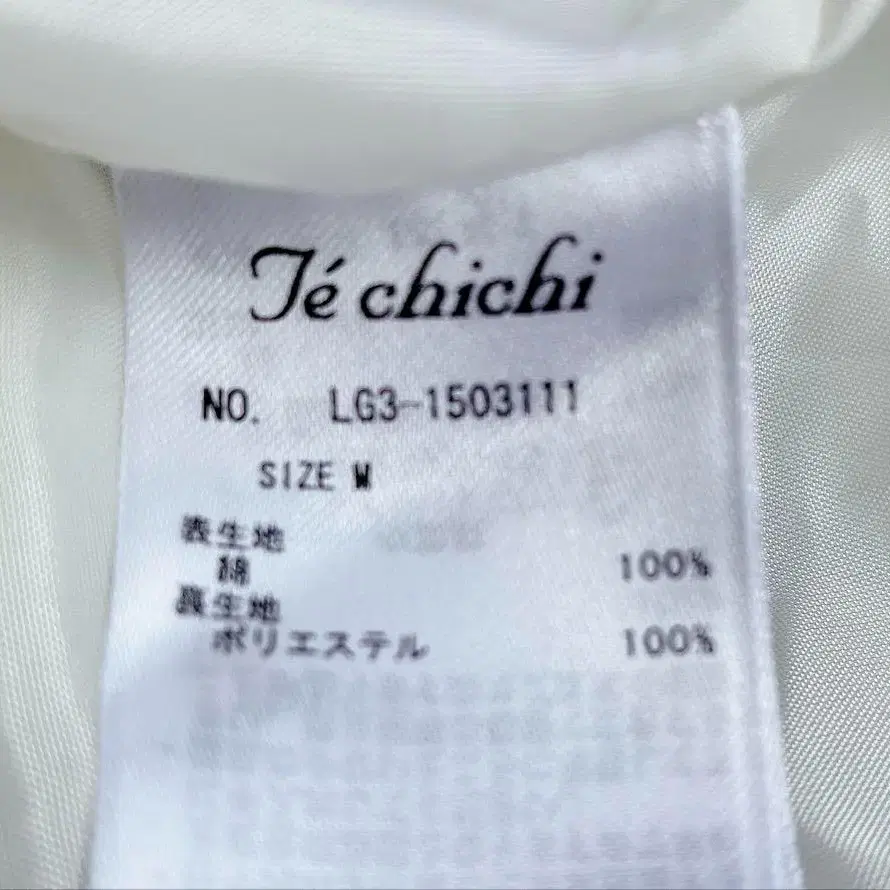 Té chichi
NO. LG3-1503111
SIZE M
表生地
綿 100%
裏生地
ポリエステル 100%